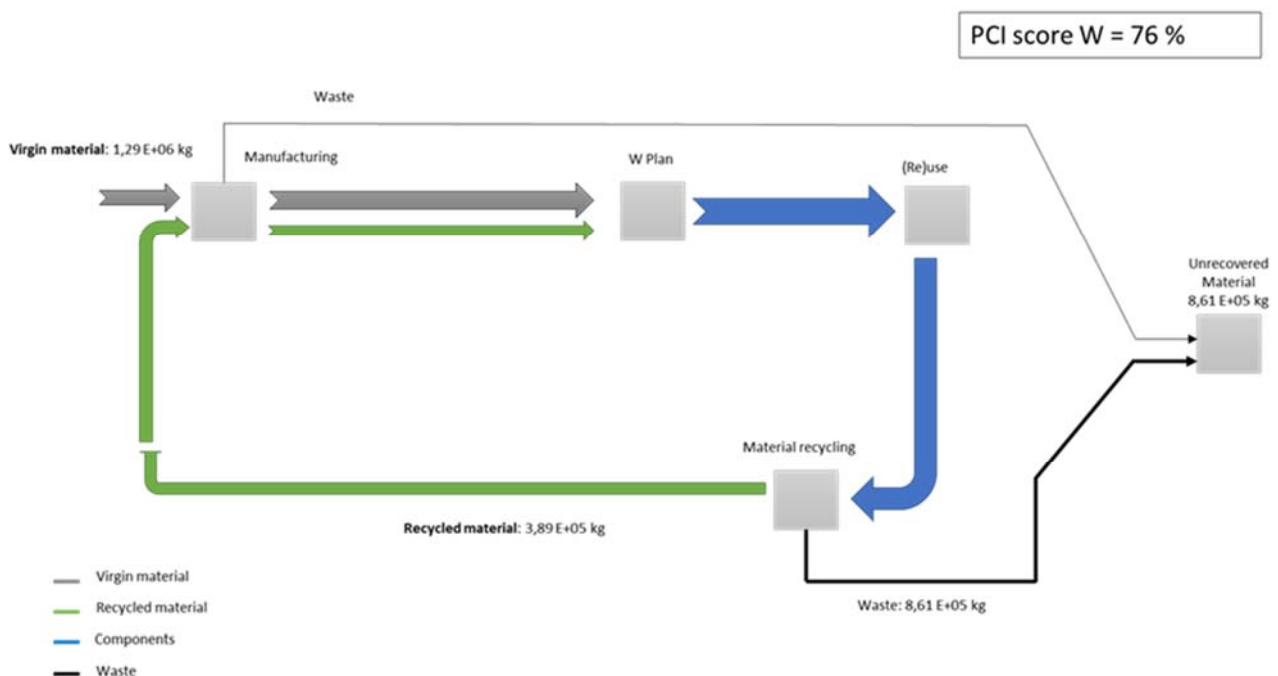 PCI score W = 76 %
Waste
Virgin material: 1,29 E+06 kg
Manufacturing
W Plan
(Re)use
Unrecovered
Material
8,61 E+05 kg
Material recycling
Recycled material: 3,89 E+05 kg
Waste: 8,61 E+05 kg
Virgin material
Recycled material
Components
Waste